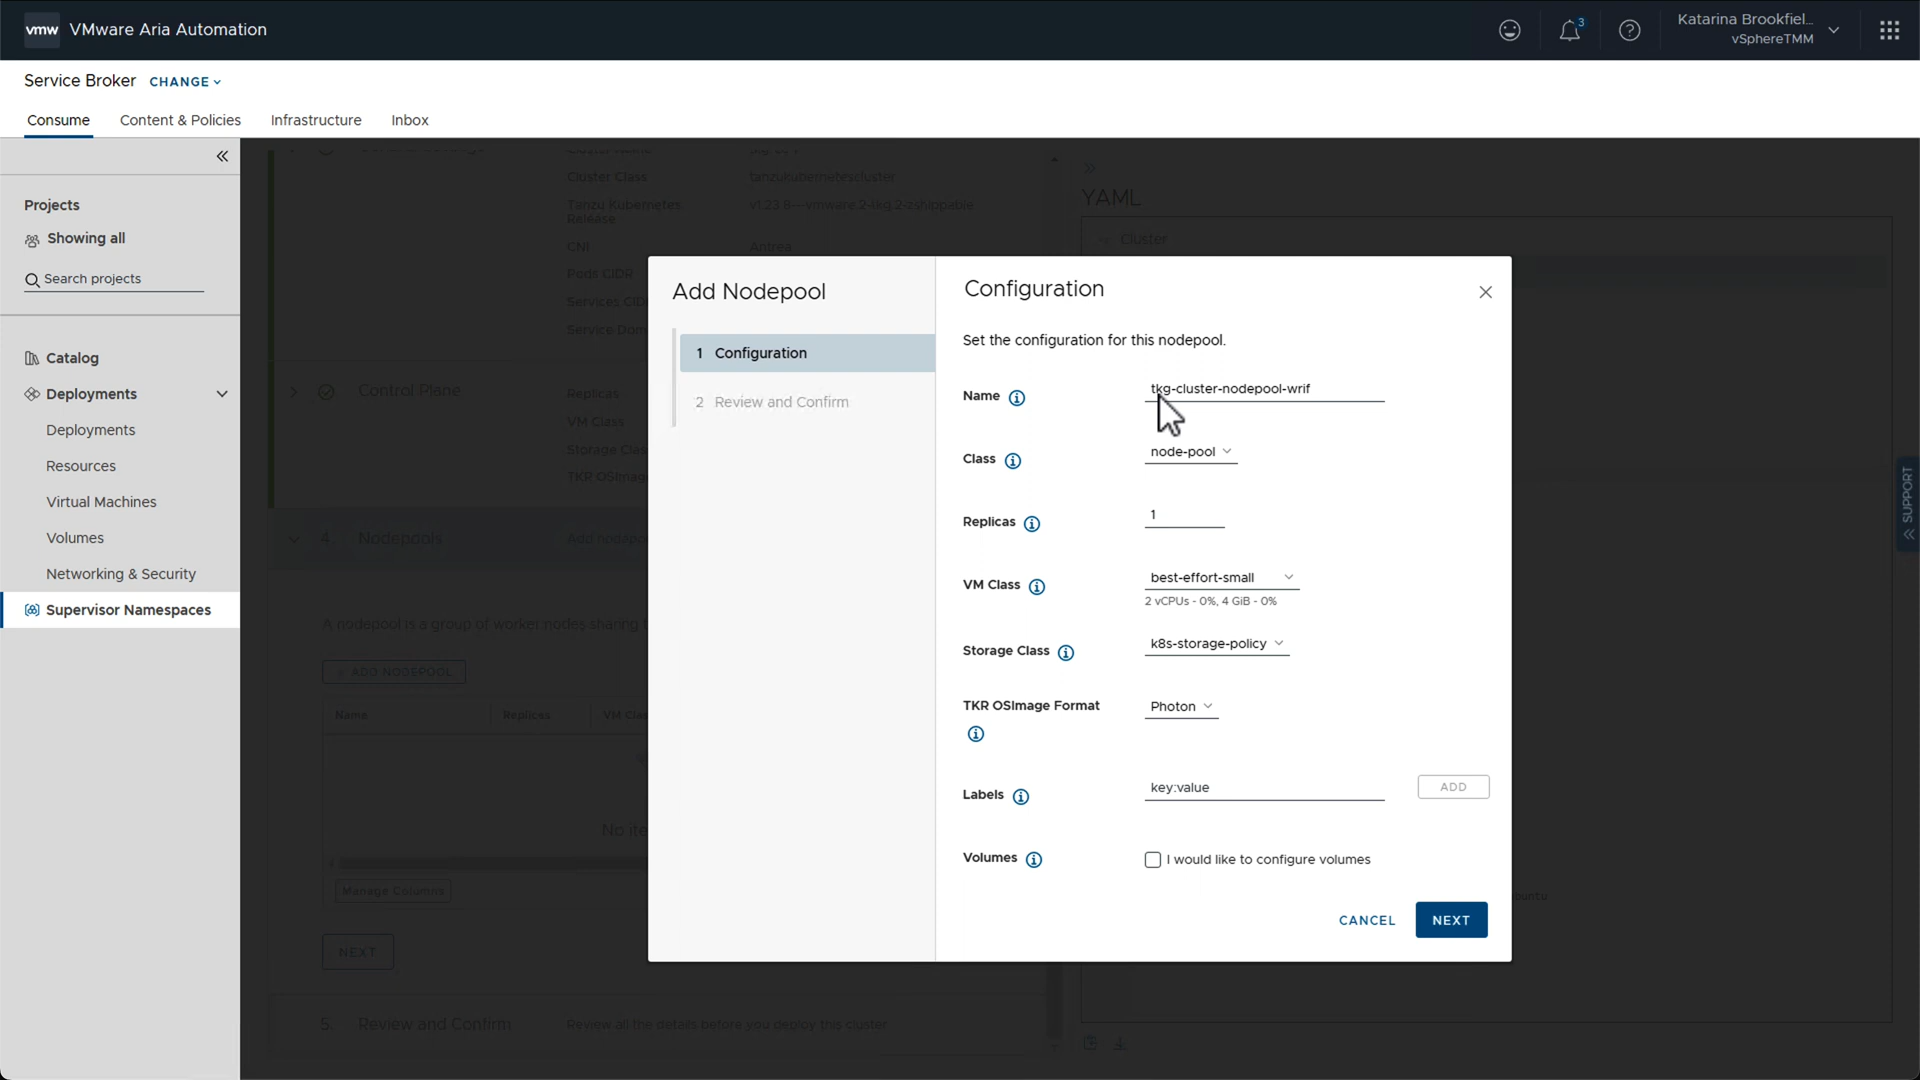 vmw VMware Aria Automation
3
Katarina Brookfiel...
vSphereTMM
Service Broker CHANGE
Consume Content & Policies Infrastructure Inbox
Projects
Showing all
Search projects
Catalog
Deployments
Deployments
Resources
Virtual Machines
Volumes
Networking & Security
Supervisor Namespaces
Cluster Class tanzukubernetescluster
Tanzu Kubernetes
Release
v1.23.8---vmware.2-tkg.2-zshippable
CNI Antrea
Pods CIDR
Services CID
Service Dom
Control Plane
Replicas
VM Class
Storage Clas
TKR OSImage
4. Nodepools Add nodepo
A nodepool is a group of worker nodes sharing
ADD NODEPOOL
Name Replicas VM Clas
No ite
Manage Columns
NEXT
5. Review and Confirm Review all the details before you deploy this cluster
YAML
Cluster
ubuntu
SUPPORT
Add Nodepool
1 Configuration
2 Review and Confirm
Configuration
Set the configuration for this nodepool.
Name tkg-cluster-nodepool-wrif
Class node-pool
Replicas 1
VM Class best-effort-small
2 vCPUs - 0%, 4 GiB - 0%
Storage Class k8s-storage-policy
TKR OSImage Format Photon
Labels key:value ADD
Volumes I would like to configure volumes
CANCEL NEXT